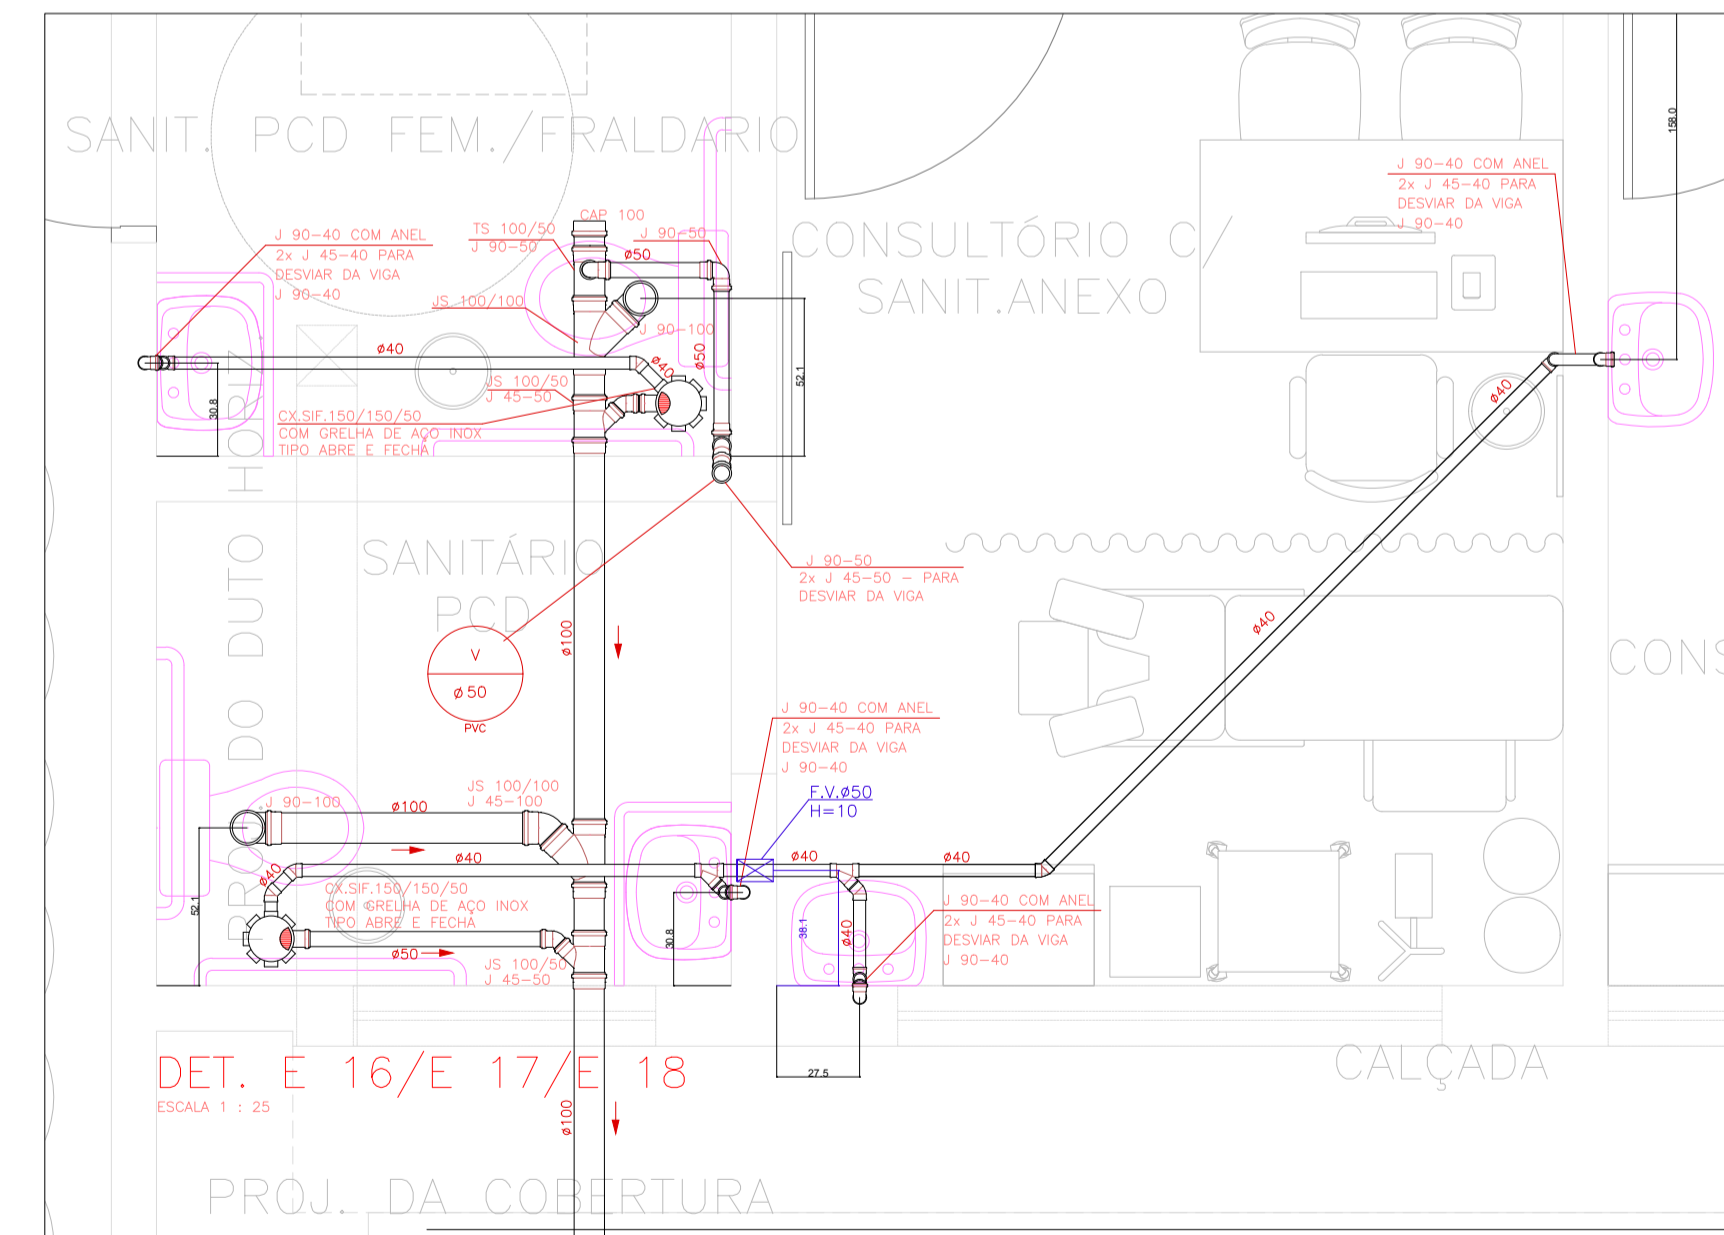 SANIT. PCD FEM./FRALDARIO
158.0
J 90-40 COM ANEL
2x J 45-40 PARA
DESVIAR DA VIGA
J 90-40
CAP 100
TS 100/50
J 90-50
J 90-50
ø50
J 90-40 COM ANEL
2x J 45-40 PARA
DESVIAR DA VIGA
J 90-40
CONSULTÓRIO C/
SANIT.ANEXO
JS 100/100
J 90-100
ø40
ø40
ø50
52.1
30.8
JS 100/50
J 45-50
CX.SIF.150/150/50
COM GRELHA DE AÇO INOX
TIPO ABRE E FECHA
ø40
SANITÁRIO
PCD
J 90-50
2x J 45-50 - PARA
DESVIAR DA VIGA
PROJ. DO DUTO HORIZ.
ø100
V
ø50
PVC
ø40
CONS
J 90-40 COM ANEL
2x J 45-40 PARA
DESVIAR DA VIGA
J 90-40
F.V.ø50
H=10
J 90-100
ø100
JS 100/100
J 45-100
ø40
ø40
ø40
ø40
52.1
CX.SIF.150/150/50
COM GRELHA DE AÇO INOX
TIPO ABRE E FECHA
ø50
JS 100/50
J 45-50
30.8
38.1
ø40
J 90-40 COM ANEL
2x J 45-40 PARA
DESVIAR DA VIGA
J 90-40
27.5
DET. E 16/E 17/E 18
ESCALA 1 : 25
ø100
CALÇADA
PROJ. DA COBERTURA